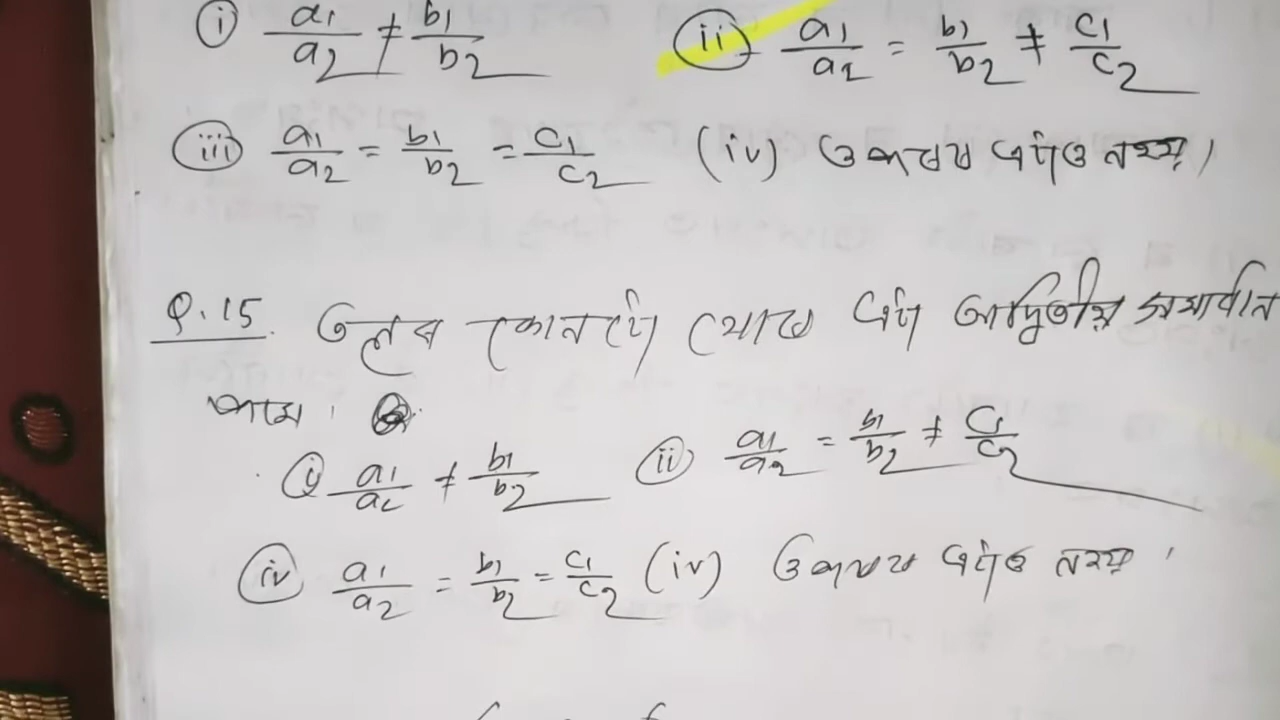 (i) a1/a2 ≠ b1/b2 (ii) a1/a2 = b1/b2 ≠ c1/c2
(iii) a1/a2 = b1/b2 = c1/c2 (iv) ওপৰৰ এটাও নহয়।
Q.15. তলৰ কোনটো এটা অদ্বিতীয় সমাধান
(i) a1/a2 ≠ b1/b2 (ii) a1/a2 = b1/b2 ≠ c1/c2
(iv) a1/a2 = b1/b2 = c1/c2 (iv) ওপৰৰ এটাও নহয়।